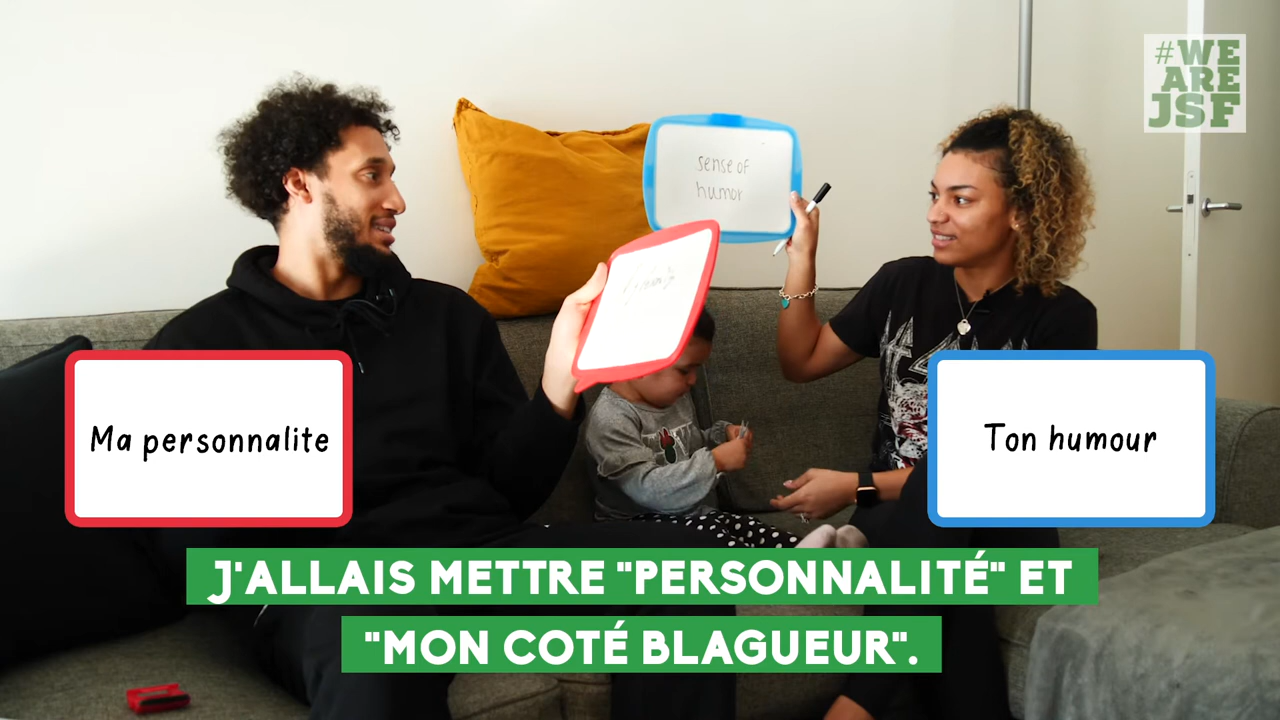 #WE
ARE
JSF
sense of
humor
Ma personnalite
Ton humour
J'ALLAIS METTRE "PERSONNALITÉ" ET
"MON COTÉ BLAGUEUR".